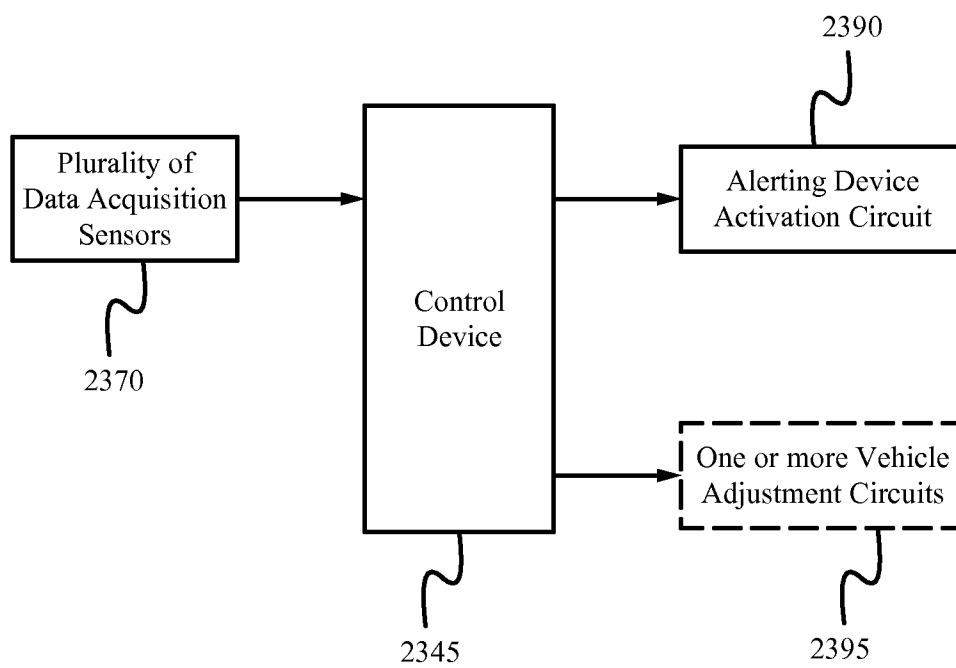 2390
Plurality of
Data Acquisition
Sensors
Alerting Device
Activation Circuit
Control
Device
2370
One or more Vehicle
Adjustment Circuits
2345
2395